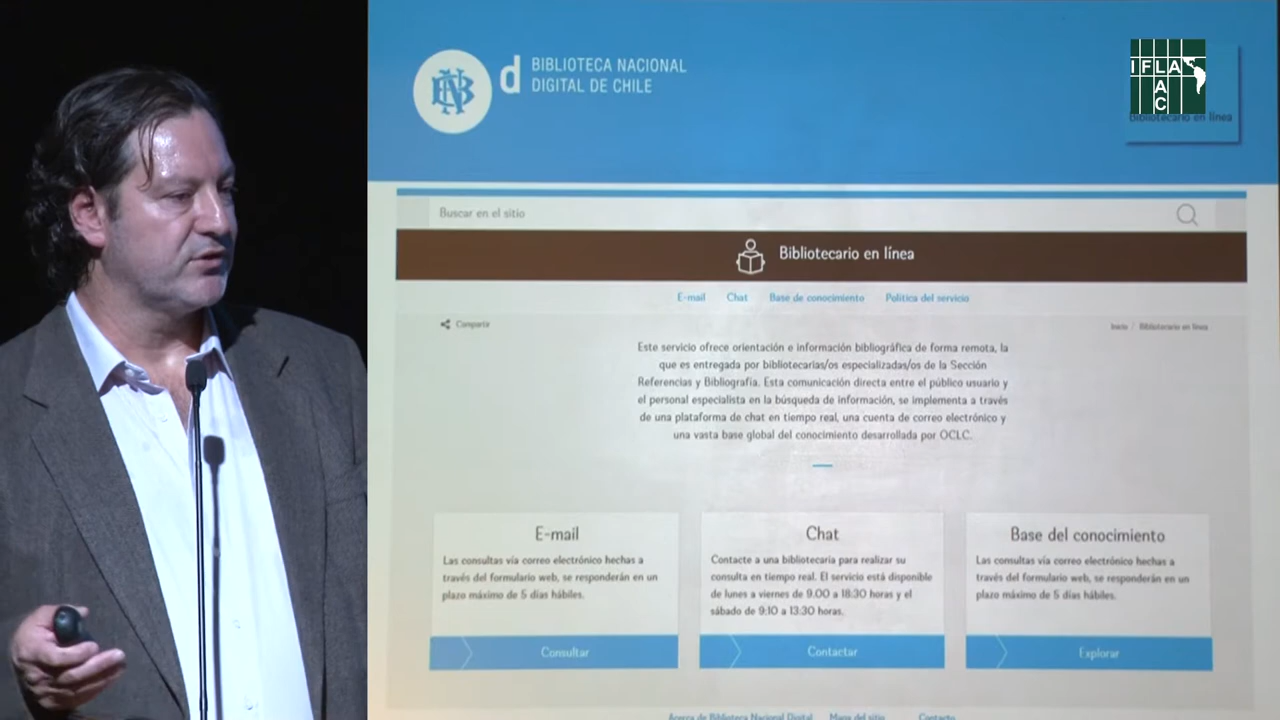 BIBLIOTECA NACIONAL
d DIGITAL DE CHILE
IFLA
LAC
Bibliotecario en línea
Buscar en el sitio
Bibliotecario en línea
E-mail Chat Base de conocimiento Política del servicio
Compartir
Inicio / Bibliotecario en línea
Este servicio ofrece orientación e información bibliográfica de forma remota, la
que es entregada por bibliotecarias/os especializadas/os de la Sección
Referencias y Bibliografía. Esta comunicación directa entre el público usuario y
el personal especialista en la búsqueda de información, se implementa a través
de una plataforma de chat en tiempo real, una cuenta de correo electrónico y
una vasta base global del conocimiento desarrollada por OCLC.
E-mail
Las consultas vía correo electrónico hechas a
través del formulario web, se responderán en un
plazo máximo de 5 días hábiles.
Consultar
Chat
Contacte a una bibliotecaria para realizar su
consulta en tiempo real. El servicio está disponible
de lunes a viernes de 9.00 a 18:30 horas y el
sábado de 9:10 a 13:30 horas.
Contactar
Base del conocimiento
Las consultas vía correo electrónico hechas a
través del formulario web, se responderán en un
plazo máximo de 5 días hábiles.
Explorar
Acerca de Biblioteca Nacional Digital Mapa del sitio Contacto